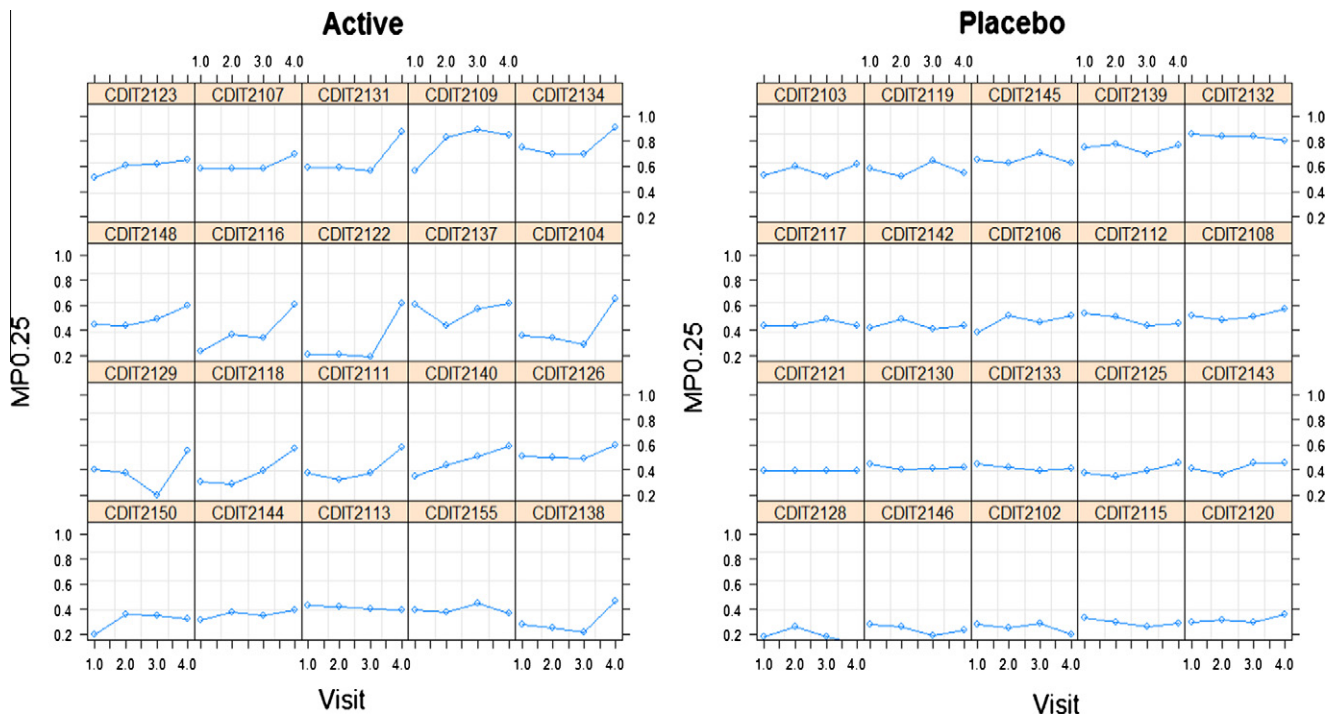 Active
Placebo
1.0 2.0 3.0 4.0 1.0 2.0 3.0 4.0
1.0 2.0 3.0 4.0 1.0 2.0 3.0 4.0
CDIT2123 CDIT2107 CDIT2131 CDIT2109 CDIT2134
CDIT2103 CDIT2119 CDIT2145 CDIT2139 CDIT2132
1.0
0.8
0.6
0.4
0.2
1.0
0.8
0.6
0.4
0.2
CDIT2148 CDIT2116 CDIT2122 CDIT2137 CDIT2104
CDIT2117 CDIT2142 CDIT2106 CDIT2112 CDIT2108
1.0
0.8
0.6
0.4
0.2
1.0
0.8
0.6
0.4
0.2
MP0.25
MP0.25
CDIT2129 CDIT2118 CDIT2111 CDIT2140 CDIT2126
CDIT2121 CDIT2130 CDIT2133 CDIT2125 CDIT2143
1.0
0.8
0.6
0.4
0.2
1.0
0.8
0.6
0.4
0.2
CDIT2150 CDIT2144 CDIT2113 CDIT2155 CDIT2138
CDIT2128 CDIT2146 CDIT2102 CDIT2115 CDIT2120
1.0
0.8
0.6
0.4
0.2
1.0
0.8
0.6
0.4
0.2
1.0 2.0 3.0 4.0 1.0 2.0 3.0 4.0 1.0 2.0 3.0 4.0
1.0 2.0 3.0 4.0 1.0 2.0 3.0 4.0 1.0 2.0 3.0 4.0
Visit
Visit